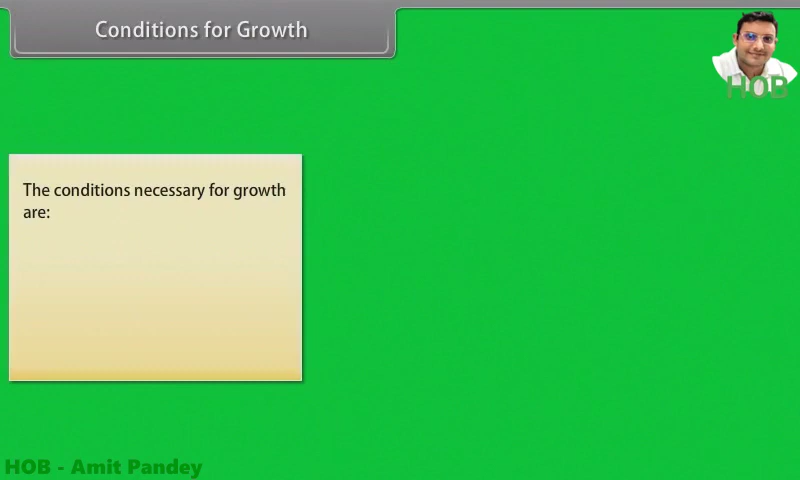 Conditions for Growth
HOB
The conditions necessary for growth
are:
HOB - Amit Pandey